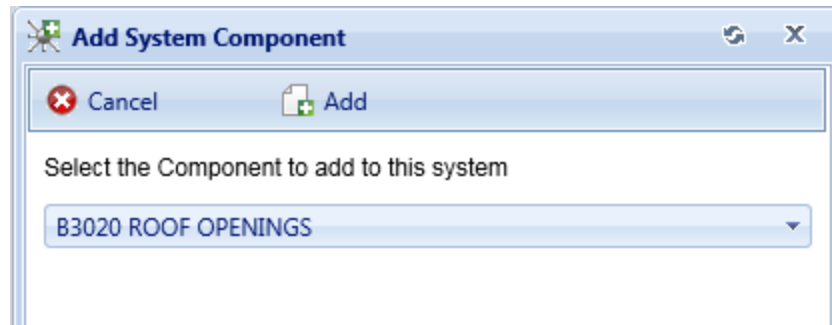 Add System Component
Cancel Add
Select the Component to add to this system
B3020 ROOF OPENINGS